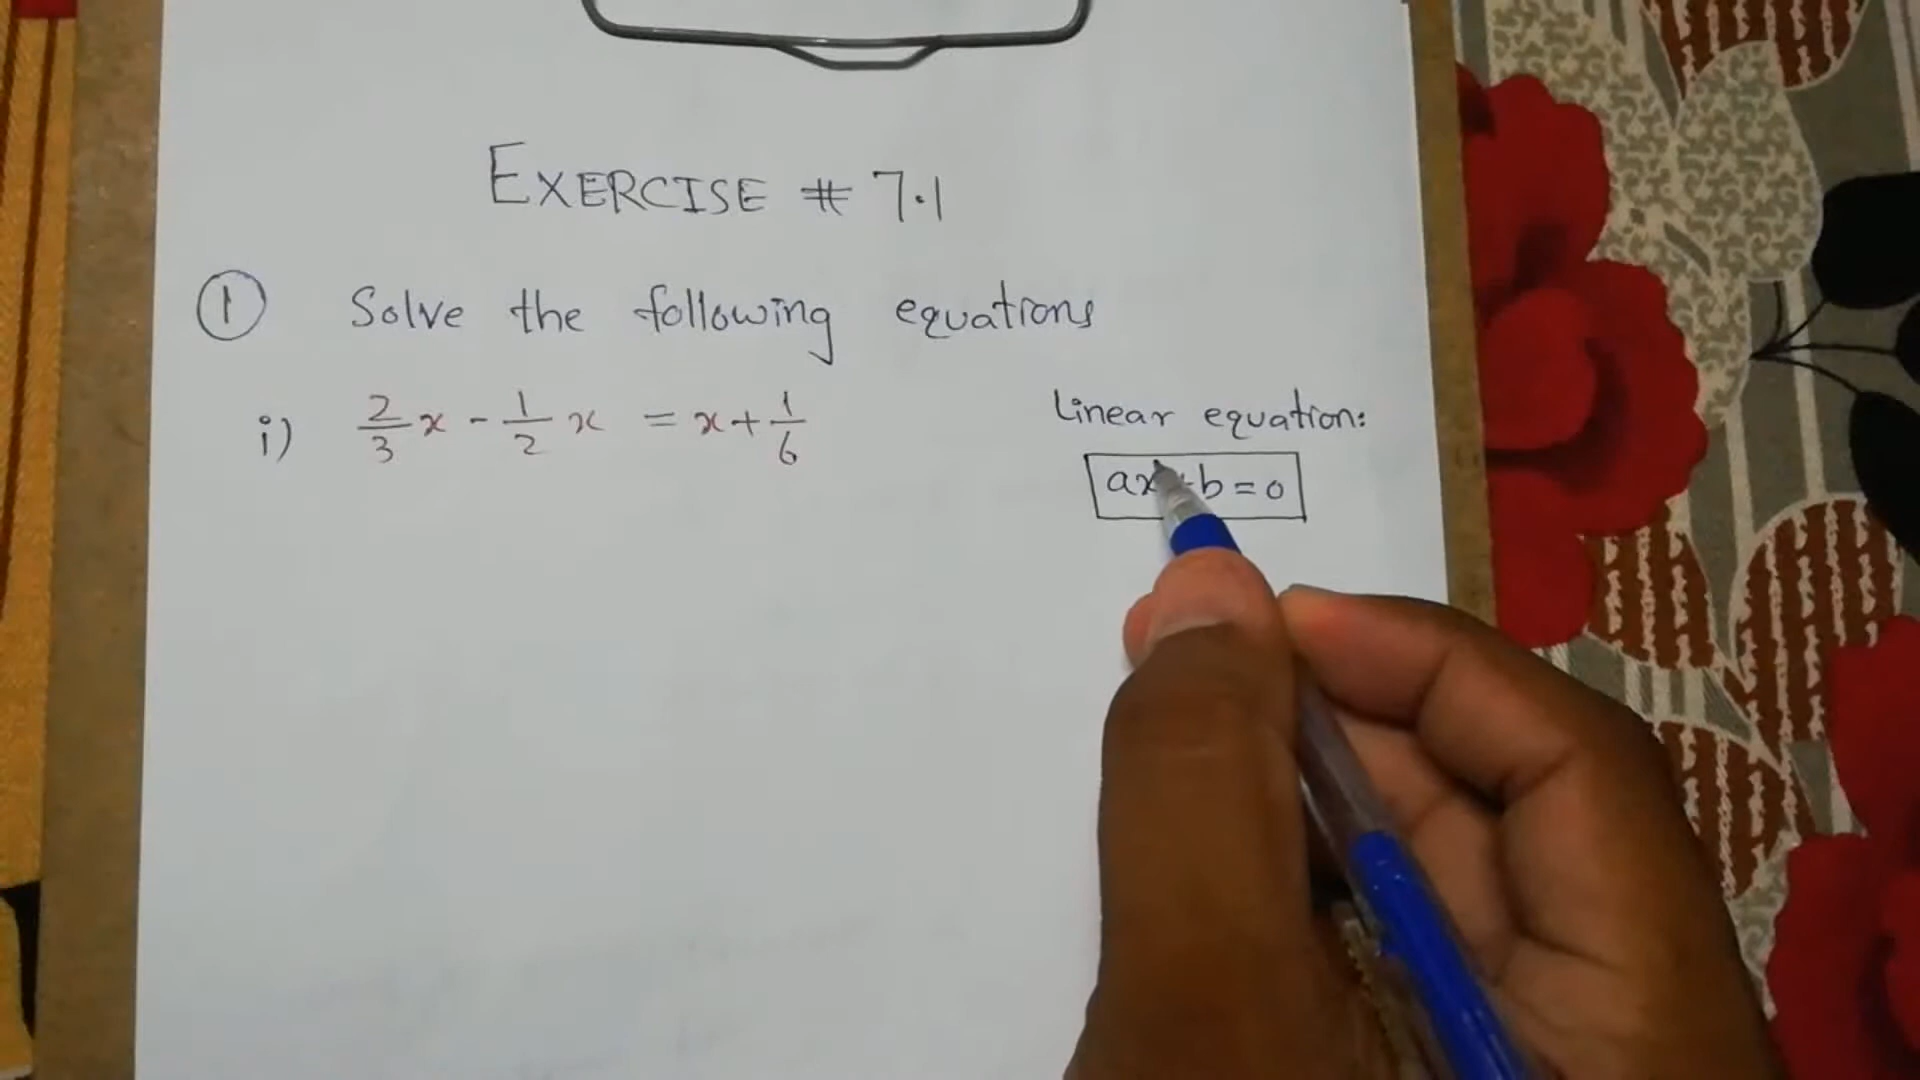 EXERCISE # 7.1
① Solve the following equations
i) 2/3 x - 1/2 x = x + 1/6
Linear equation:
ax+b=0